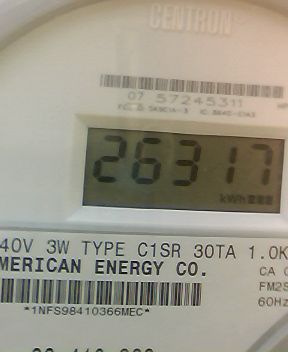 CENTRON
07 57245311
26317
kWh
40V 3W TYPE C1SR 30TA 1.0K
MERICAN ENERGY CO.
CA
FM2S
60Hz
*1NFS98410366MEC*